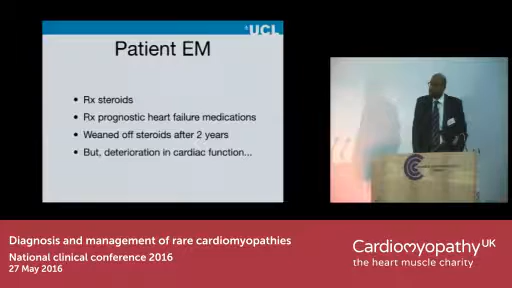 UCL
Patient EM
• Rx steroids
• Rx prognostic heart failure medications
• Weaned off steroids after 2 years
• But, deterioration in cardiac function...
Diagnosis and management of rare cardiomyopathies
National clinical conference 2016
27 May 2016
Cardiomyopathy UK
the heart muscle charity